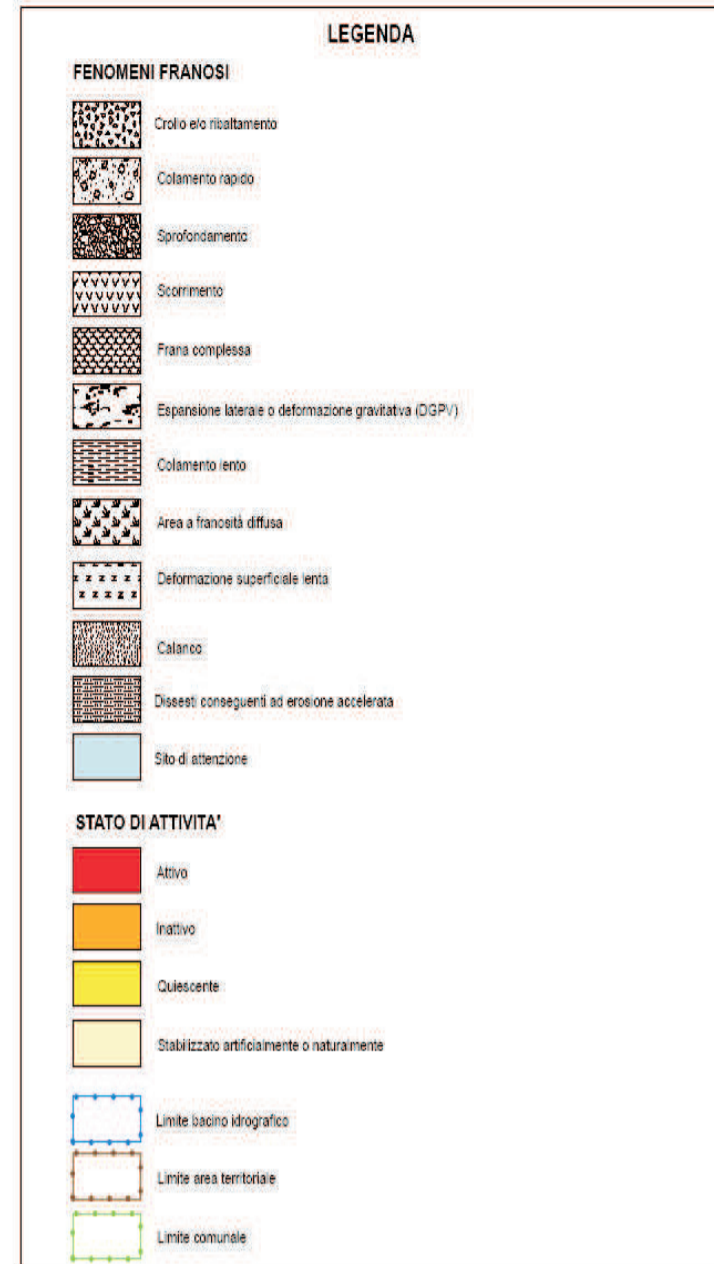 LEGENDA
FENOMENI FRANOSI
Crollo e/o ribaltamento
Colamento rapido
Sprofondamento
Scorrimento
Frana complessa
Espansione laterale o deformazione gravitativa (DGPV)
Colamento lento
Area a franosità diffusa
Deformazione superficiale lenta
Calanco
Dissesti conseguenti ad erosione accelerata
Sito di attenzione
STATO DI ATTIVITA'
Attivo
Inattivo
Quiescente
Stabilizzato artificialmente o naturalmente
Limite bacino idrografico
Limite area territoriale
Limite comunale